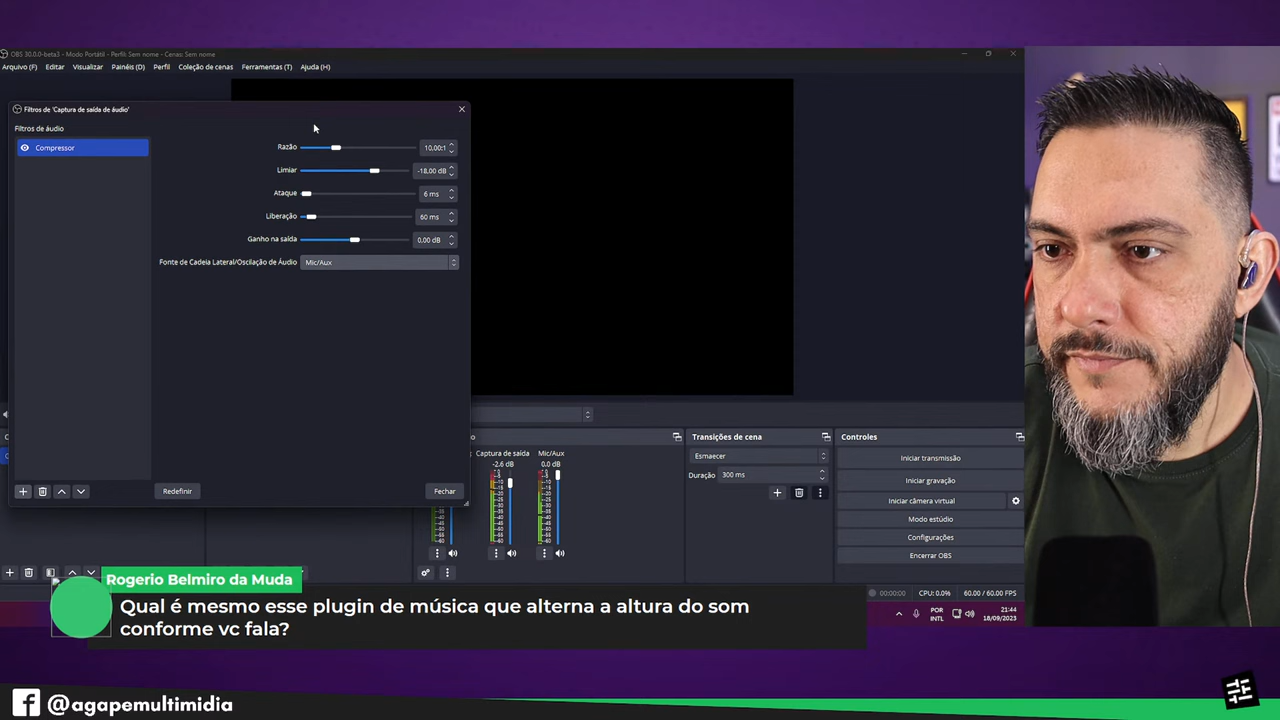 OBS 30.0.0-beta3 - Modo Portátil - Perfil: Sem nome - Cenas: Sem nome
Arquivo (F) Editar Visualizar Painéis (D) Perfil Coleção de cenas Ferramentas (T) Ajuda (H)
Filtros de 'Captura de saída de áudio'
Filtros de áudio
Compressor
Razão 10,00:1
Limiar -18,00 dB
Ataque 6 ms
Liberação 60 ms
Ganho na saída 0,00 dB
Fonte de Cadeia Lateral/Oscilação de Áudio Mic/Aux
Redefinir Fechar
Captura de saída Mic/Aux
-2.6 dB 0.0 dB
Transições de cena
Esmaecer
Duração 300 ms
Controles
Iniciar transmissão
Iniciar gravação
Iniciar câmera virtual
Modo estúdio
Configurações
Encerrar OBS
00:00:00 CPU: 0.0% 60.00 / 60.00 FPS
POR
INTL
21:44
18/09/2023
Rogerio Belmiro da Muda
Qual é mesmo esse plugin de música que alterna a altura do som
conforme vc fala?
@agapemultimidia